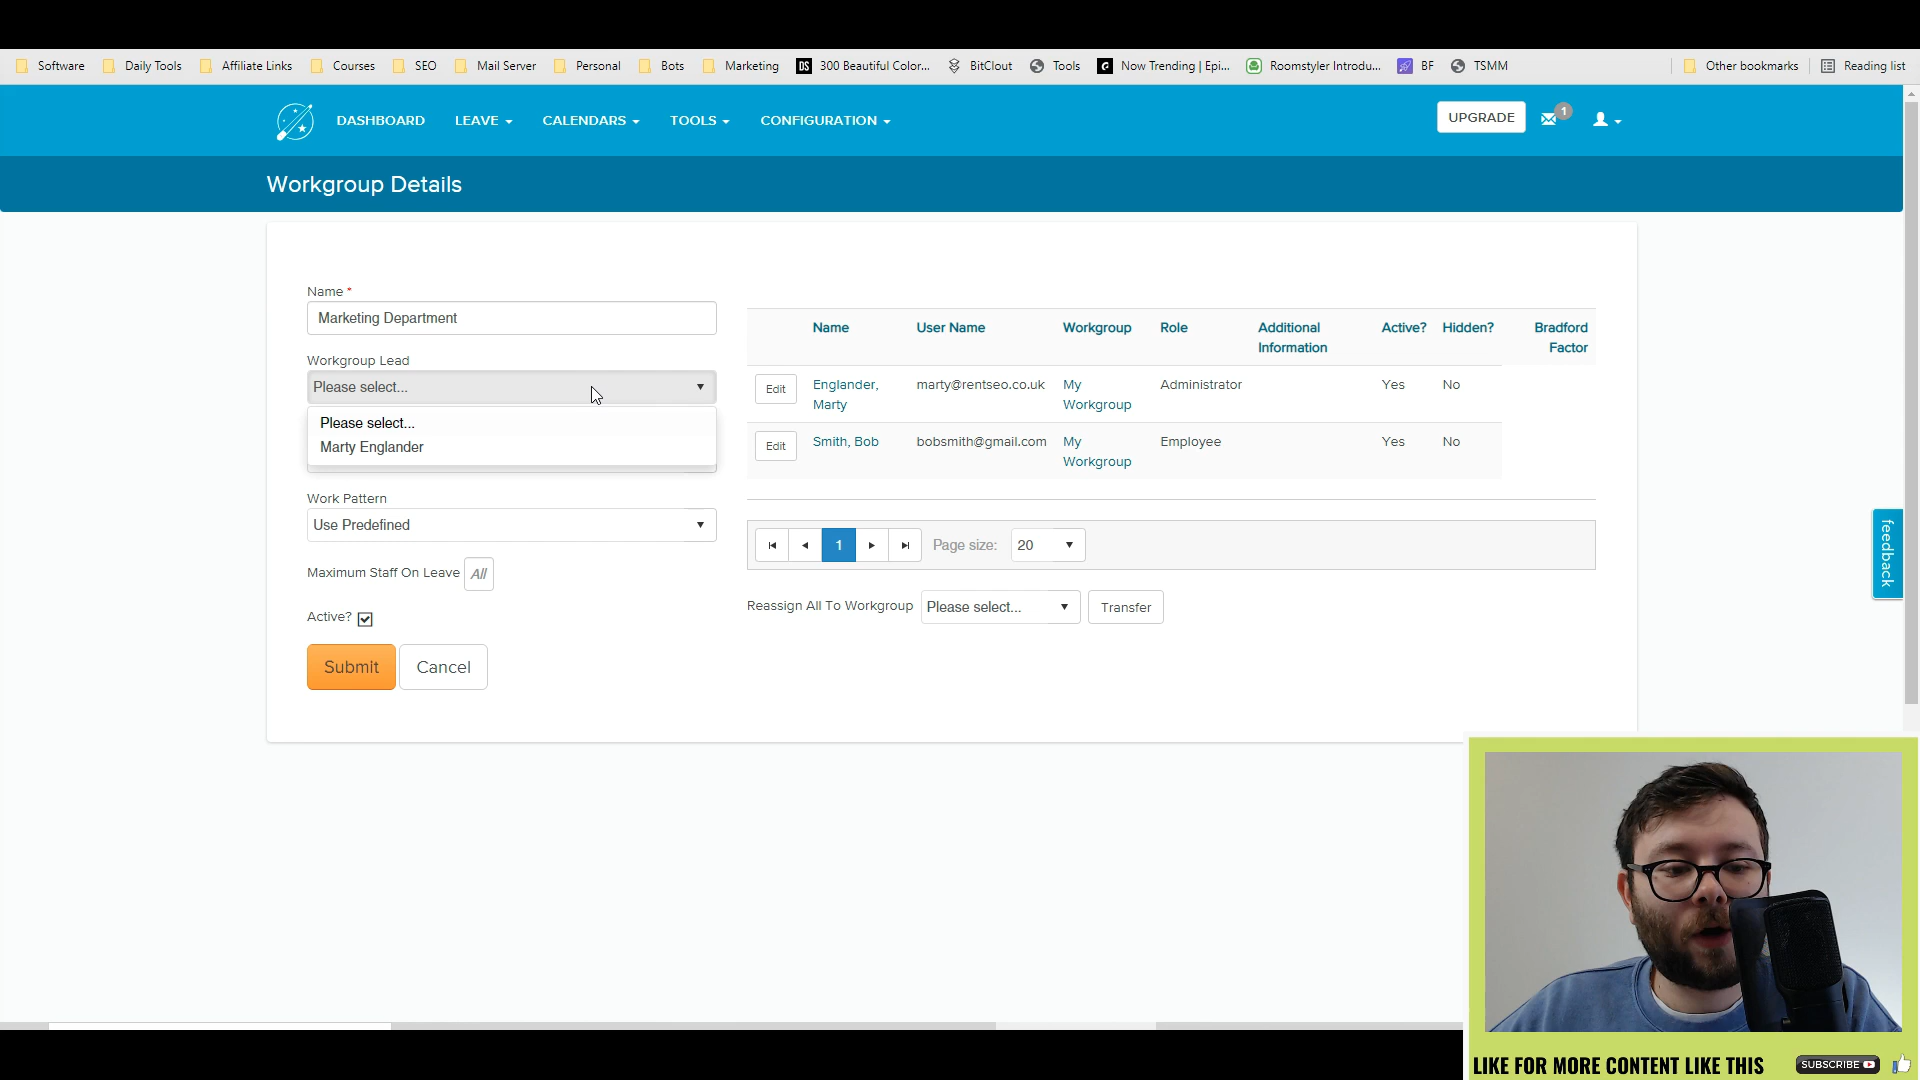 Software Daily Tools Affiliate Links Courses SEO Mail Server Personal Bots Marketing DS 300 Beautiful Color... BitClout Tools Now Trending | Epi... Roomstyler Introdu... BF TSMM Other bookmarks Reading list
DASHBOARD LEAVE CALENDARS TOOLS CONFIGURATION UPGRADE 1
Workgroup Details
Name *
Marketing Department
Workgroup Lead
Please select...
Please select...
Marty Englander
Work Pattern
Use Predefined
Maximum Staff On Leave All
Active?
Submit Cancel
Name User Name Workgroup Role Additional Information Active? Hidden? Bradford Factor
Edit Englander, Marty marty@rentseo.co.uk My Workgroup Administrator Yes No
Edit Smith, Bob bobsmith@gmail.com My Workgroup Employee Yes No
1 Page size: 20
Reassign All To Workgroup Please select... Transfer
feedback
LIKE FOR MORE CONTENT LIKE THIS SUBSCRIBE